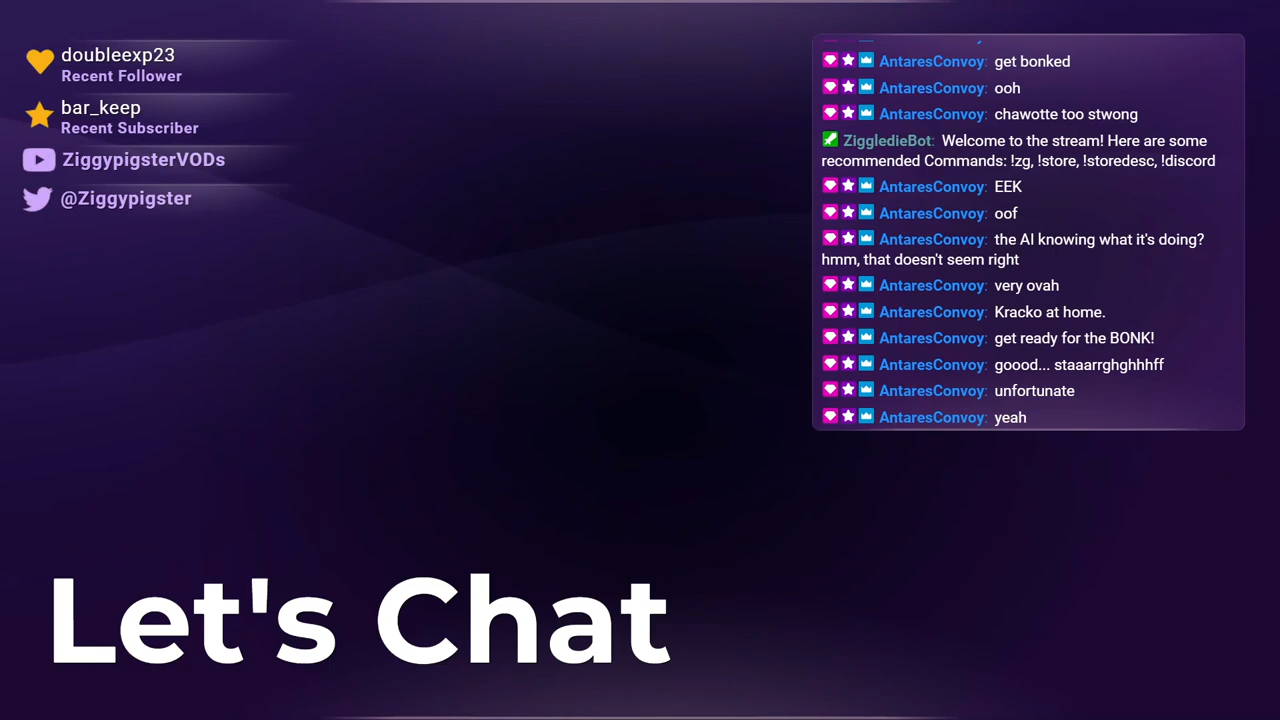 doubleexp23
Recent Follower
bar_keep
Recent Subscriber
ZiggypigsterVODs
@Ziggypigster
AntaresConvoy: get bonked
AntaresConvoy: ooh
AntaresConvoy: chawotte too stwong
ZiggledieBot: Welcome to the stream! Here are some
recommended Commands: !zg, !store, !storedesc, !discord
AntaresConvoy: EEK
AntaresConvoy: oof
AntaresConvoy: the AI knowing what it's doing?
hmm, that doesn't seem right
AntaresConvoy: very ovah
AntaresConvoy: Kracko at home.
AntaresConvoy: get ready for the BONK!
AntaresConvoy: goood... staaarrghghhhff
AntaresConvoy: unfortunate
AntaresConvoy: yeah
Let's Chat